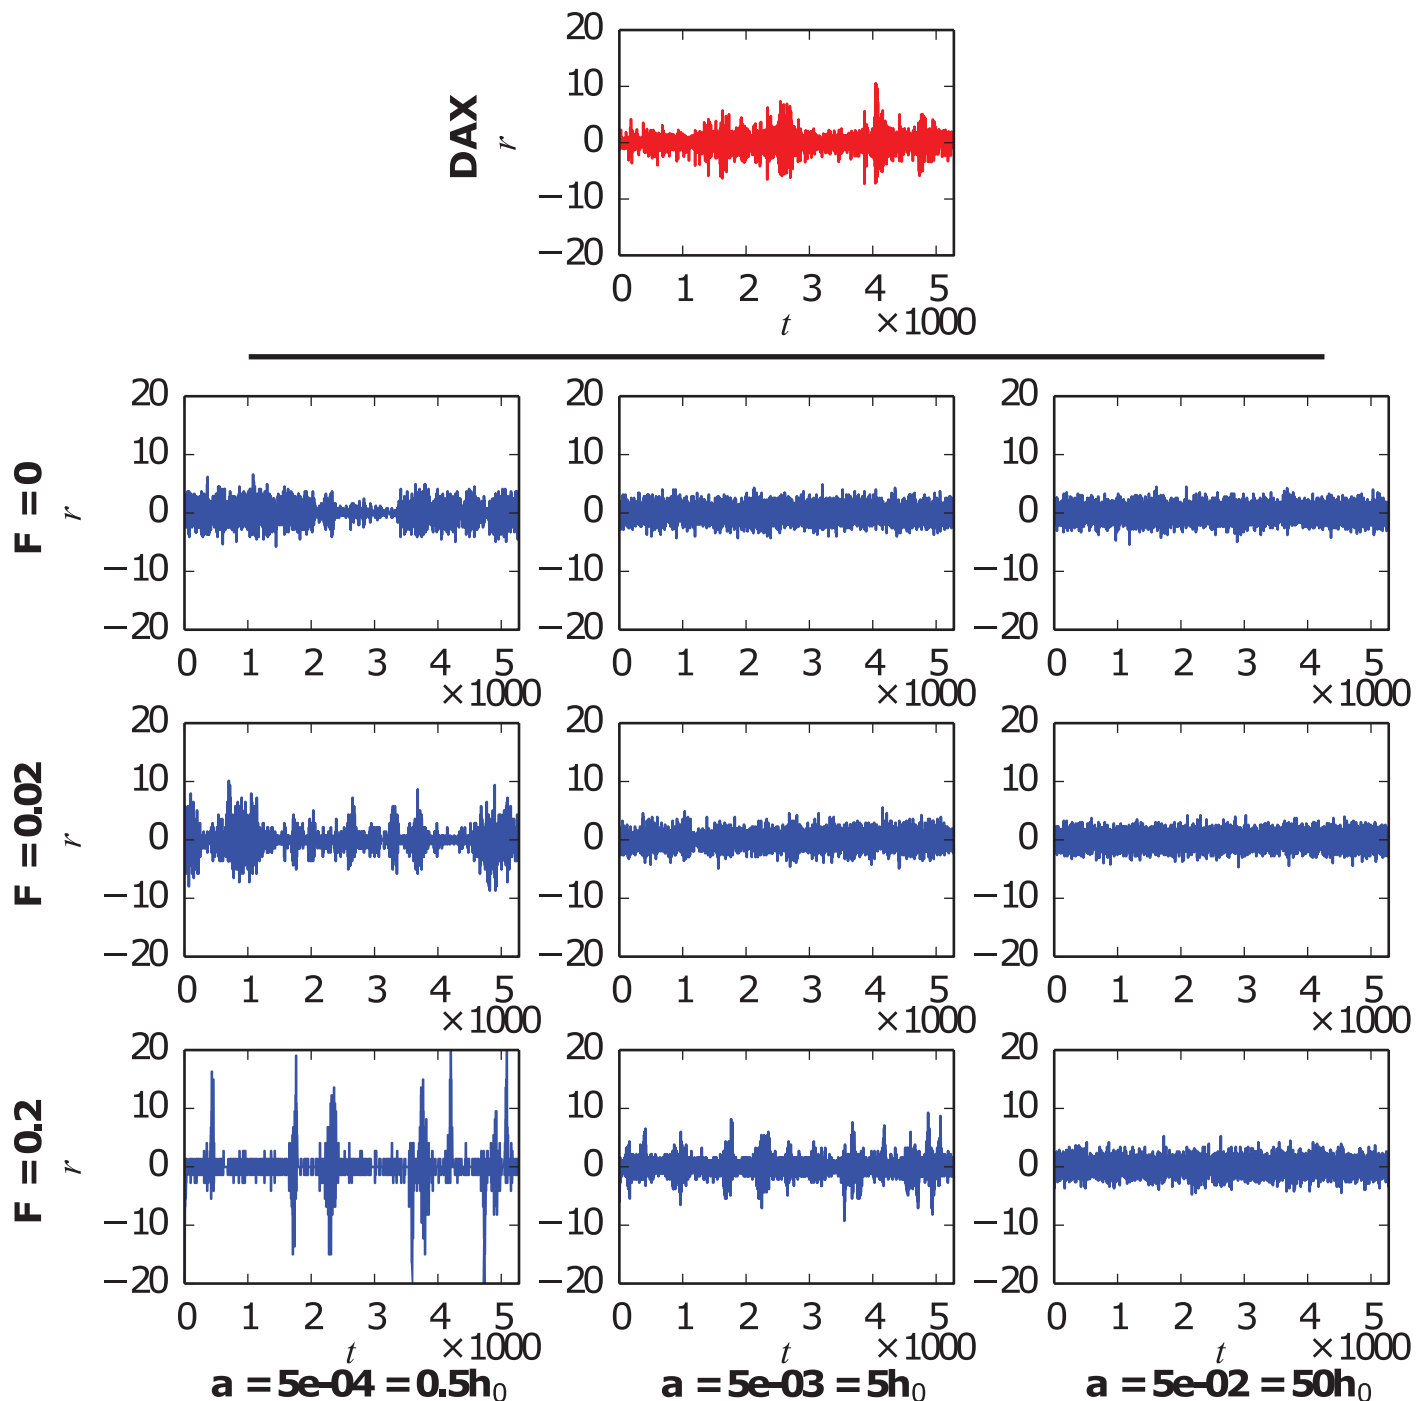 20
10
DAX
r
0
−10
−20
0 1 2 3 4 5
t ×1000
20 20 20
10 10 10
F = 0
r 0 0 0
−10 −10 −10
−20 −20 −20
0 1 2 3 4 5 0 1 2 3 4 5 0 1 2 3 4 5
×1000 ×1000 ×1000
20 20 20
10 10 10
F = 0.02
r 0 0 0
−10 −10 −10
−20 −20 −20
0 1 2 3 4 5 0 1 2 3 4 5 0 1 2 3 4 5
×1000 ×1000 ×1000
20 20 20
10 10 10
F = 0.2
r 0 0 0
−10 −10 −10
−20 −20 −20
0 1 2 3 4 5 0 1 2 3 4 5 0 1 2 3 4 5
t ×1000 t ×1000 t ×1000
a = 5e-04 = 0.5h₀ a = 5e-03 = 5h₀ a = 5e-02 = 50h₀